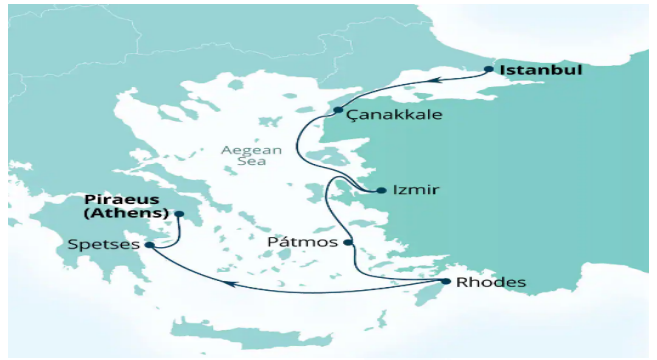 Istanbul
Çanakkale
Aegean
Sea
Izmir
Piraeus
(Athens)
Spetses
Pátmos
Rhodes